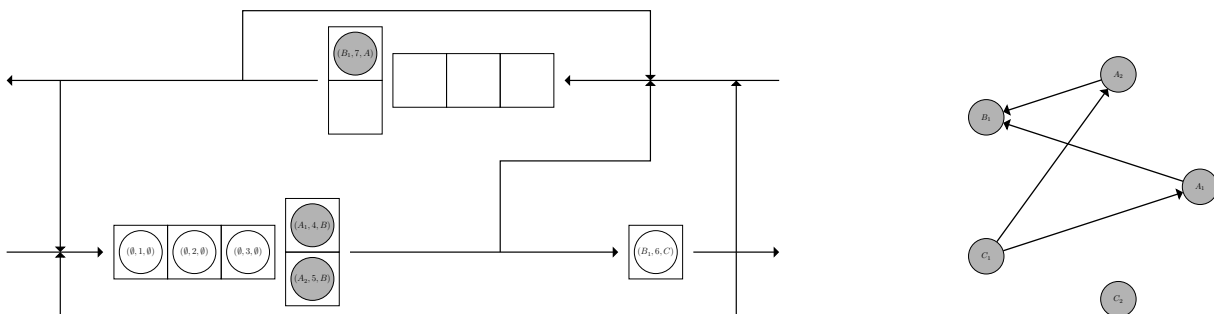 (B₁, 7, A)
A₂
B₁
A₁
(A₁, 4, B)
(∅, 1, ∅) (∅, 2, ∅) (∅, 3, ∅)
(B₁, 6, C)
C₁
(A₂, 5, B)
C₂